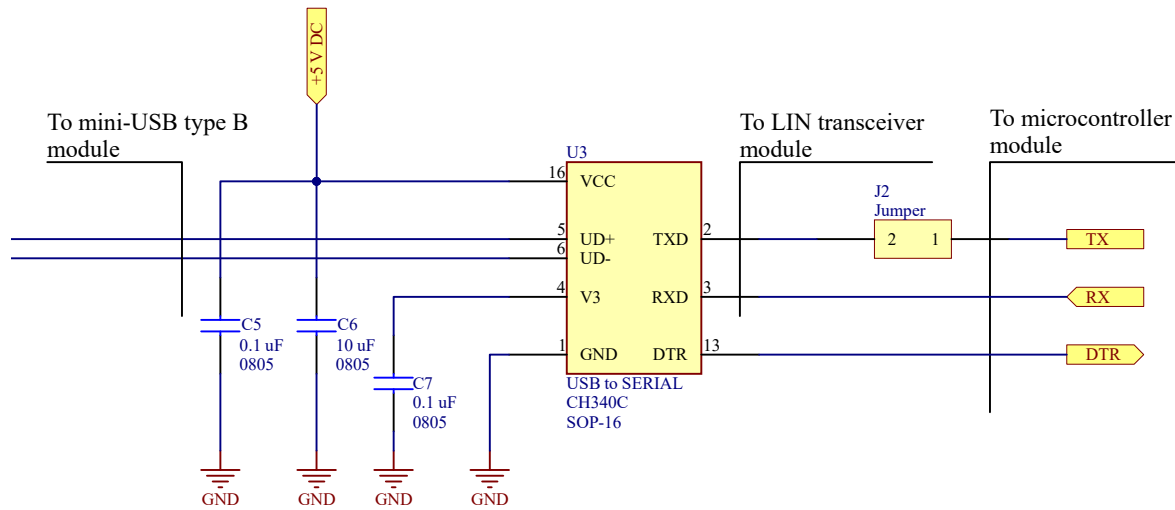 +5 V DC
To mini-USB type B
module
To LIN transceiver
module
To microcontroller
module
U3
16
VCC
5
UD+
6
UD-
4
V3
1
GND
TXD
2
RXD
3
DTR
13
USB to SERIAL
CH340C
SOP-16
J2
Jumper
2
1
TX
RX
DTR
C5
0.1 uF
0805
C6
10 uF
0805
C7
0.1 uF
0805
GND
GND
GND
GND